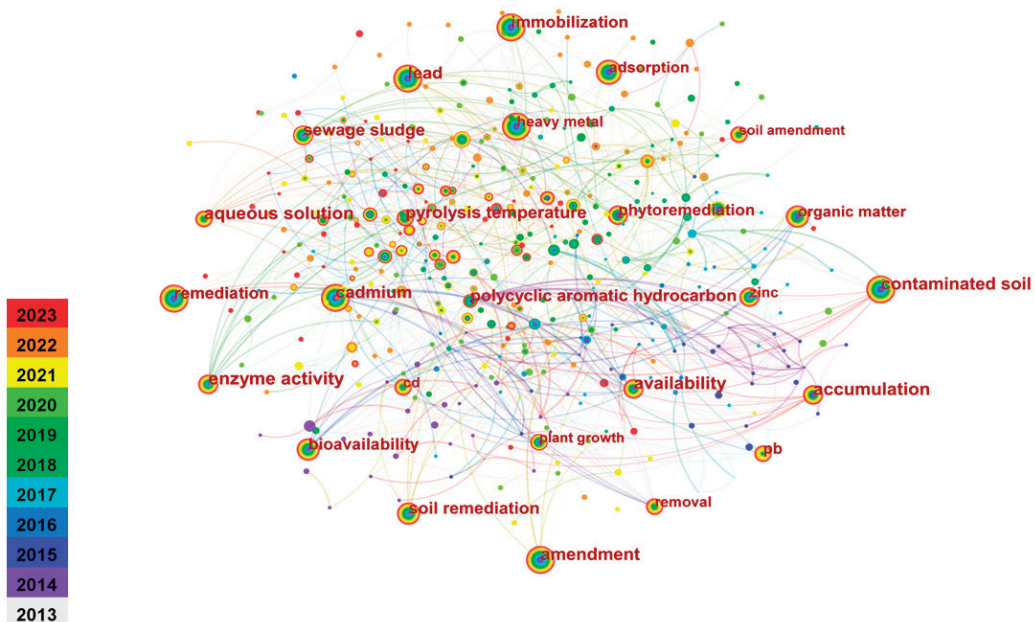 immobilization
lead
adsorption
heavy metal
sewage sludge
soil amendment
aqueous solution
pyrolysis temperature
phytoremediation
organic matter
contaminated soil
remediation
cadmium
polycyclic aromatic hydrocarbon
zinc
enzyme activity
cd
availability
accumulation
bioavailability
plant growth
pb
soil remediation
removal
amendment
2023
2022
2021
2020
2019
2018
2017
2016
2015
2014
2013